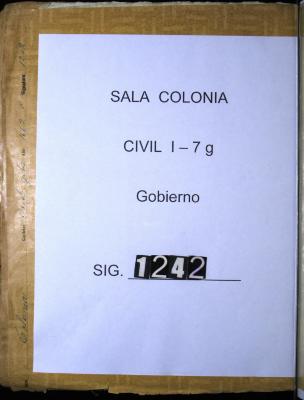 SALA COLONIA
CIVIL I – 7 g
Gobierno
SIG. 1242